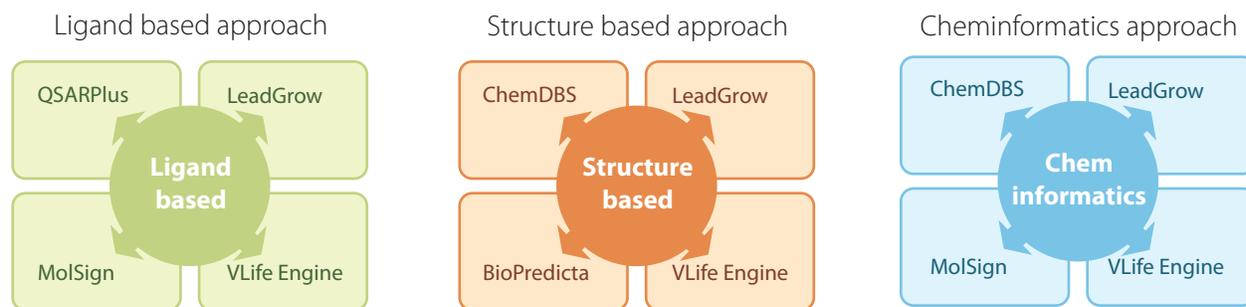 Ligand based approach
QSARPlus
LeadGrow
Ligand
based
MolSign
VLife Engine
Structure based approach
ChemDBS
LeadGrow
Structure
based
BioPredicta
VLife Engine
Cheminformatics approach
ChemDBS
LeadGrow
Chem
informatics
MolSign
VLife Engine